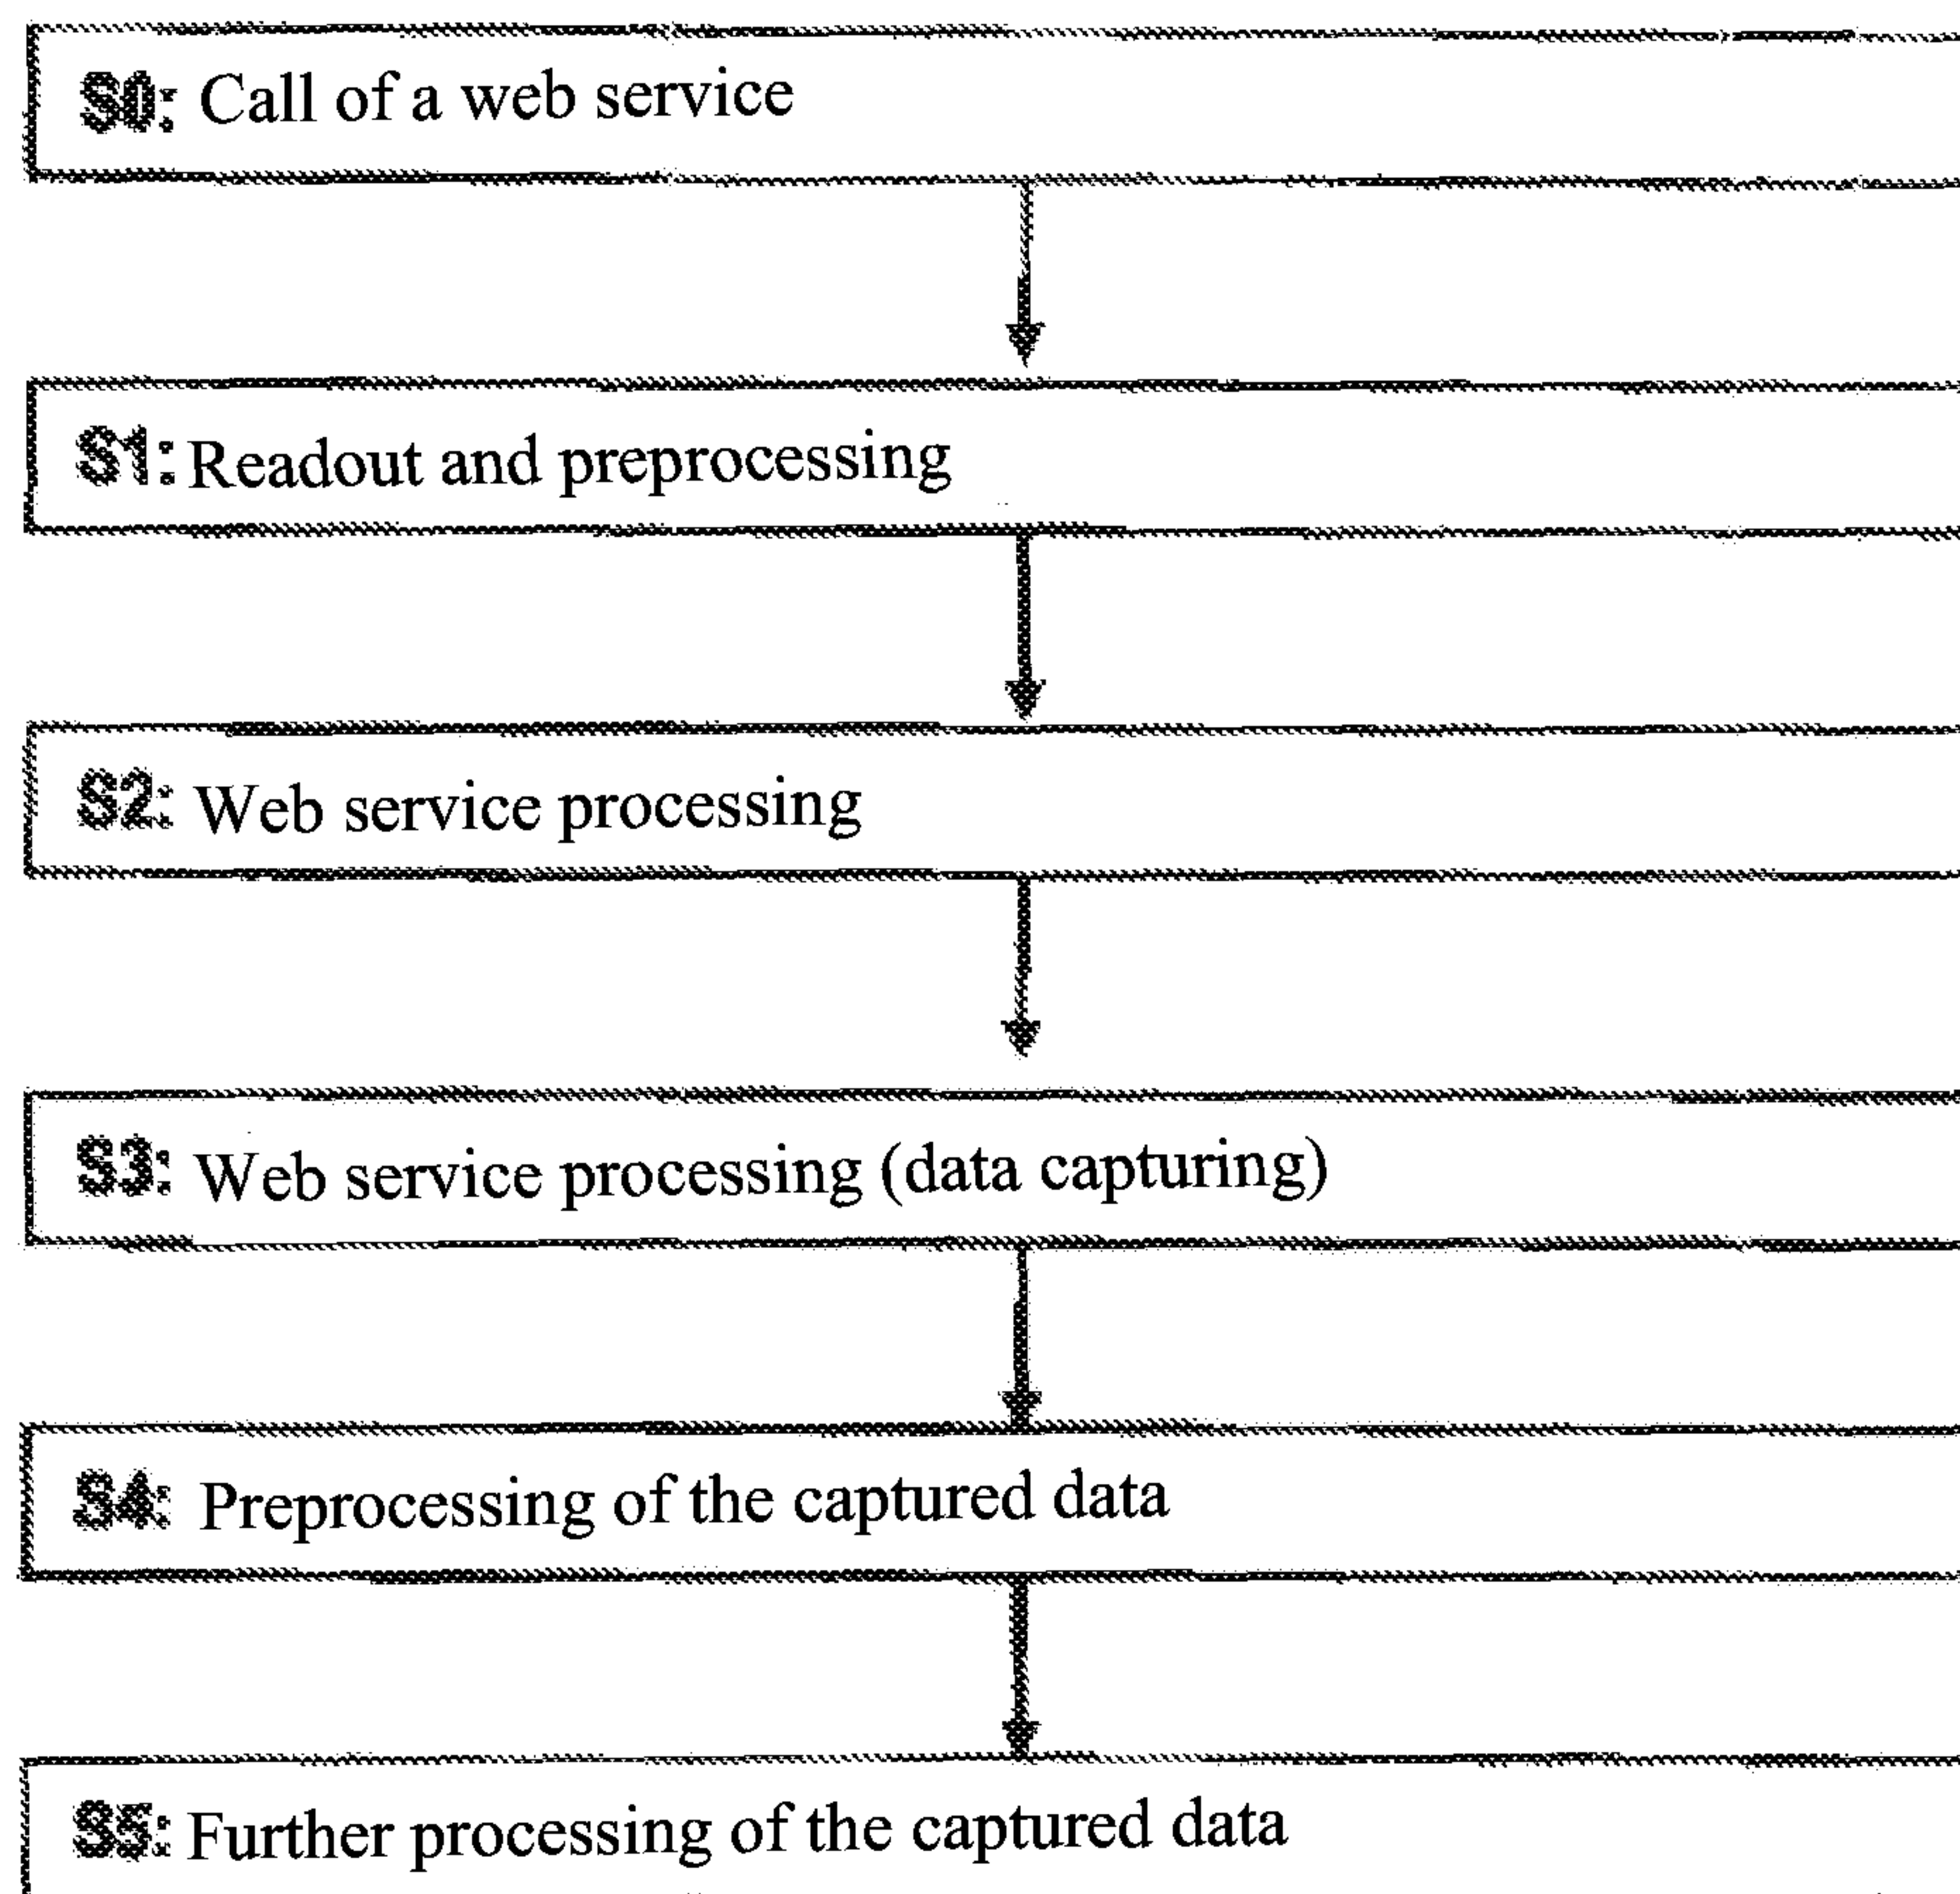 S0: Call of a web service
S1: Readout and preprocessing
S2: Web service processing
S3: Web service processing (data capturing)
S4: Preprocessing of the captured data
S5: Further processing of the captured data